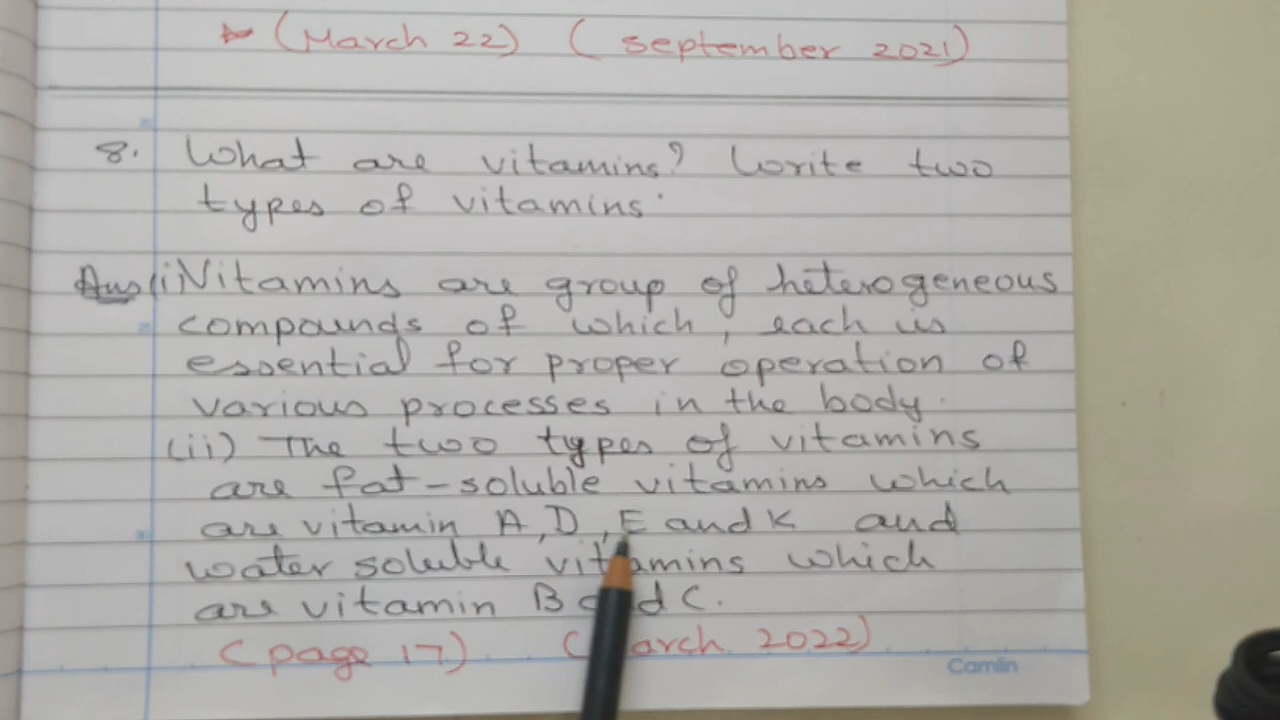 (March 22) (September 2021)
8. What are vitamins? Write two
types of vitamins.
Ans(i) Vitamins are group of heterogeneous
compounds of which, each is
essential for proper operation of
various processes in the body.
(ii) The two types of vitamins
are fat-soluble vitamins which
are vitamin A, D, E and K and
water soluble vitamins which
are vitamin B and C.
(page 17) (March 2022)
Camlin